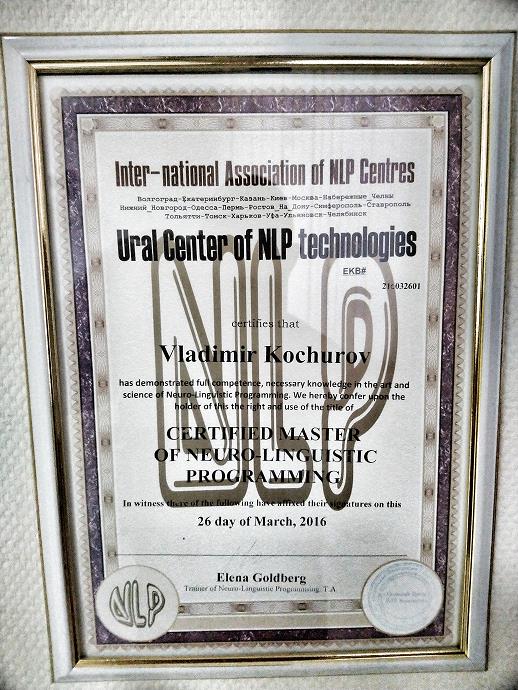 Inter-national Association of NLP Centres
Волгоград-Екатеринбург-Казань-Киев-Москва-Набережные_Челны
Нижний_Новгород-Одесса-Пермь-Ростов_На_Дону-Симферополь-Ставрополь
Тольятти-Томск-Харьков-Уфа-Ульяновск-Челябинск
Ural Center of NLP technologies
EKB#
216032601
certifies that
Vladimir Kochurov
has demonstrated full competence, necessary knowledge in the art and
science of Neuro-Linguistic Programming. We hereby confer upon the
holder of this the right and use of the title of
CERTIFIED MASTER
OF NEURO-LINGUISTIC
PROGRAMMING
In witness there of the following have affixed their signatures on this
26 day of March, 2016
Elena Goldberg
Trainer of Neuro-Linguistic Programming, T.A
NLP
NLP